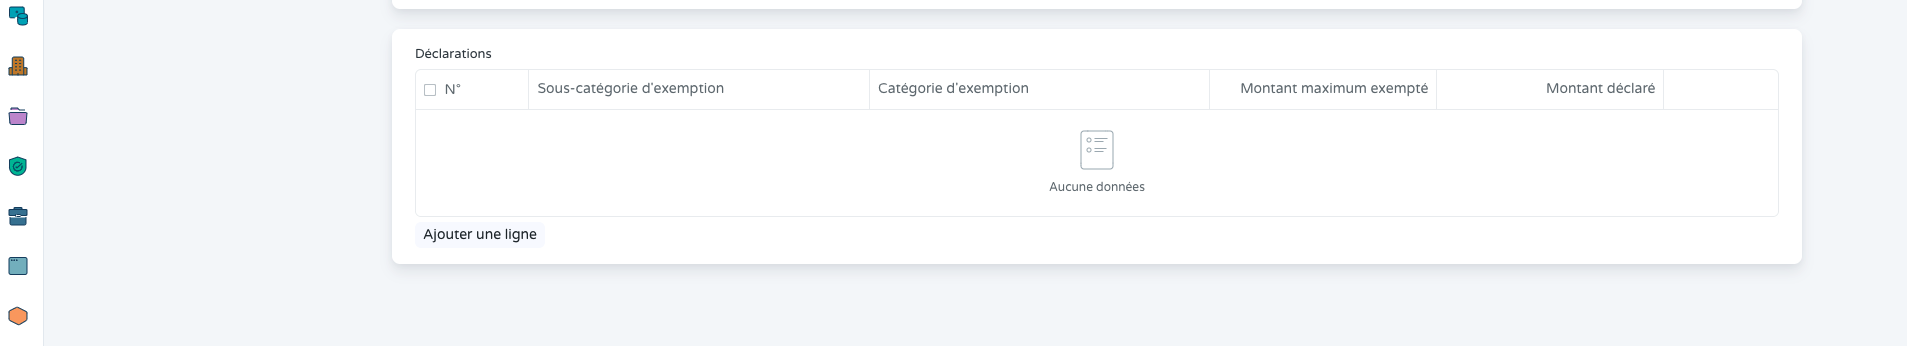 Déclarations
N° Sous-catégorie d'exemption Catégorie d'exemption Montant maximum exempté Montant déclaré
Aucune données
Ajouter une ligne